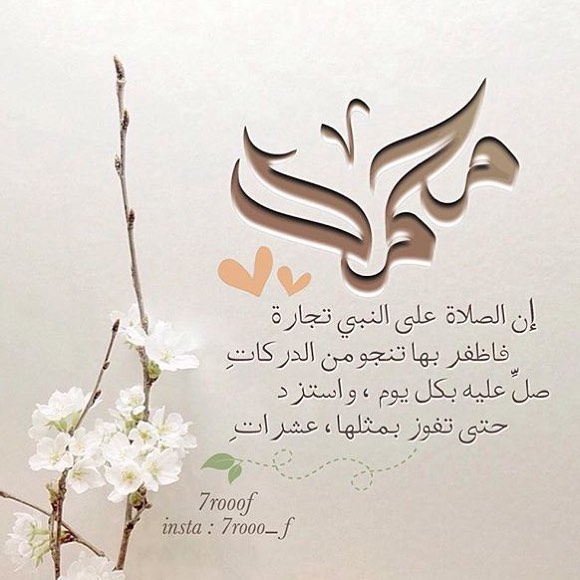 محمد
إن الصلاة على النبي تجارة
فاظفر بها تنجو من الدركاتِ
صلِّ عليه بكل يوم ، واستزد
حتى تفوز بمثلها ، عشراتِ
7rooof
insta : 7rooo_f